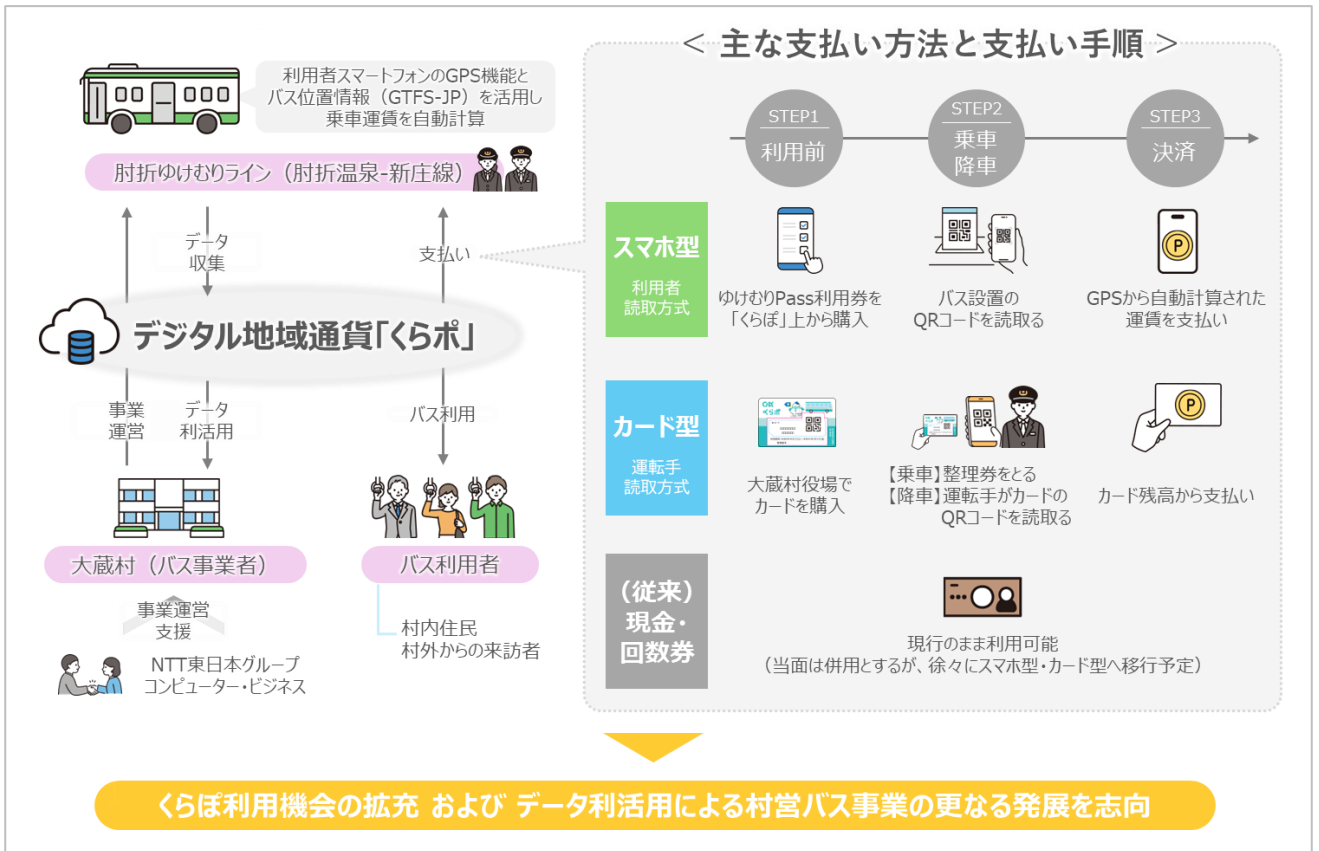 < 主な支払い方法と支払い手順 >
利用者スマートフォンのGPS機能と
バス位置情報（GTFS-JP）を活用し
乗車運賃を自動計算
肘折ゆけむりライン（肘折温泉-新庄線）
データ
収集
支払い
デジタル地域通貨「くらポ」
事業
運営
データ
利活用
バス利用
大蔵村（バス事業者）
バス利用者
事業運営
支援
村内住民
村外からの来訪者
NTT東日本グループ
コンピューター・ビジネス
STEP1
利用前
STEP2
乗車
降車
STEP3
決済
スマホ型
利用者
読取方式
ゆけむりPass利用券を
「くらぽ」上から購入
バス設置の
QRコードを読取る
GPSから自動計算された
運賃を支払い
カード型
運転手
読取方式
大蔵村役場で
カードを購入
【乗車】整理券をとる
【降車】運転手がカードの
QRコードを読取る
カード残高から支払い
（従来）
現金・
回数券
現行のまま利用可能
（当面は併用とするが、徐々にスマホ型・カード型へ移行予定）
くらぽ利用機会の拡充 および データ利活用による村営バス事業の更なる発展を志向